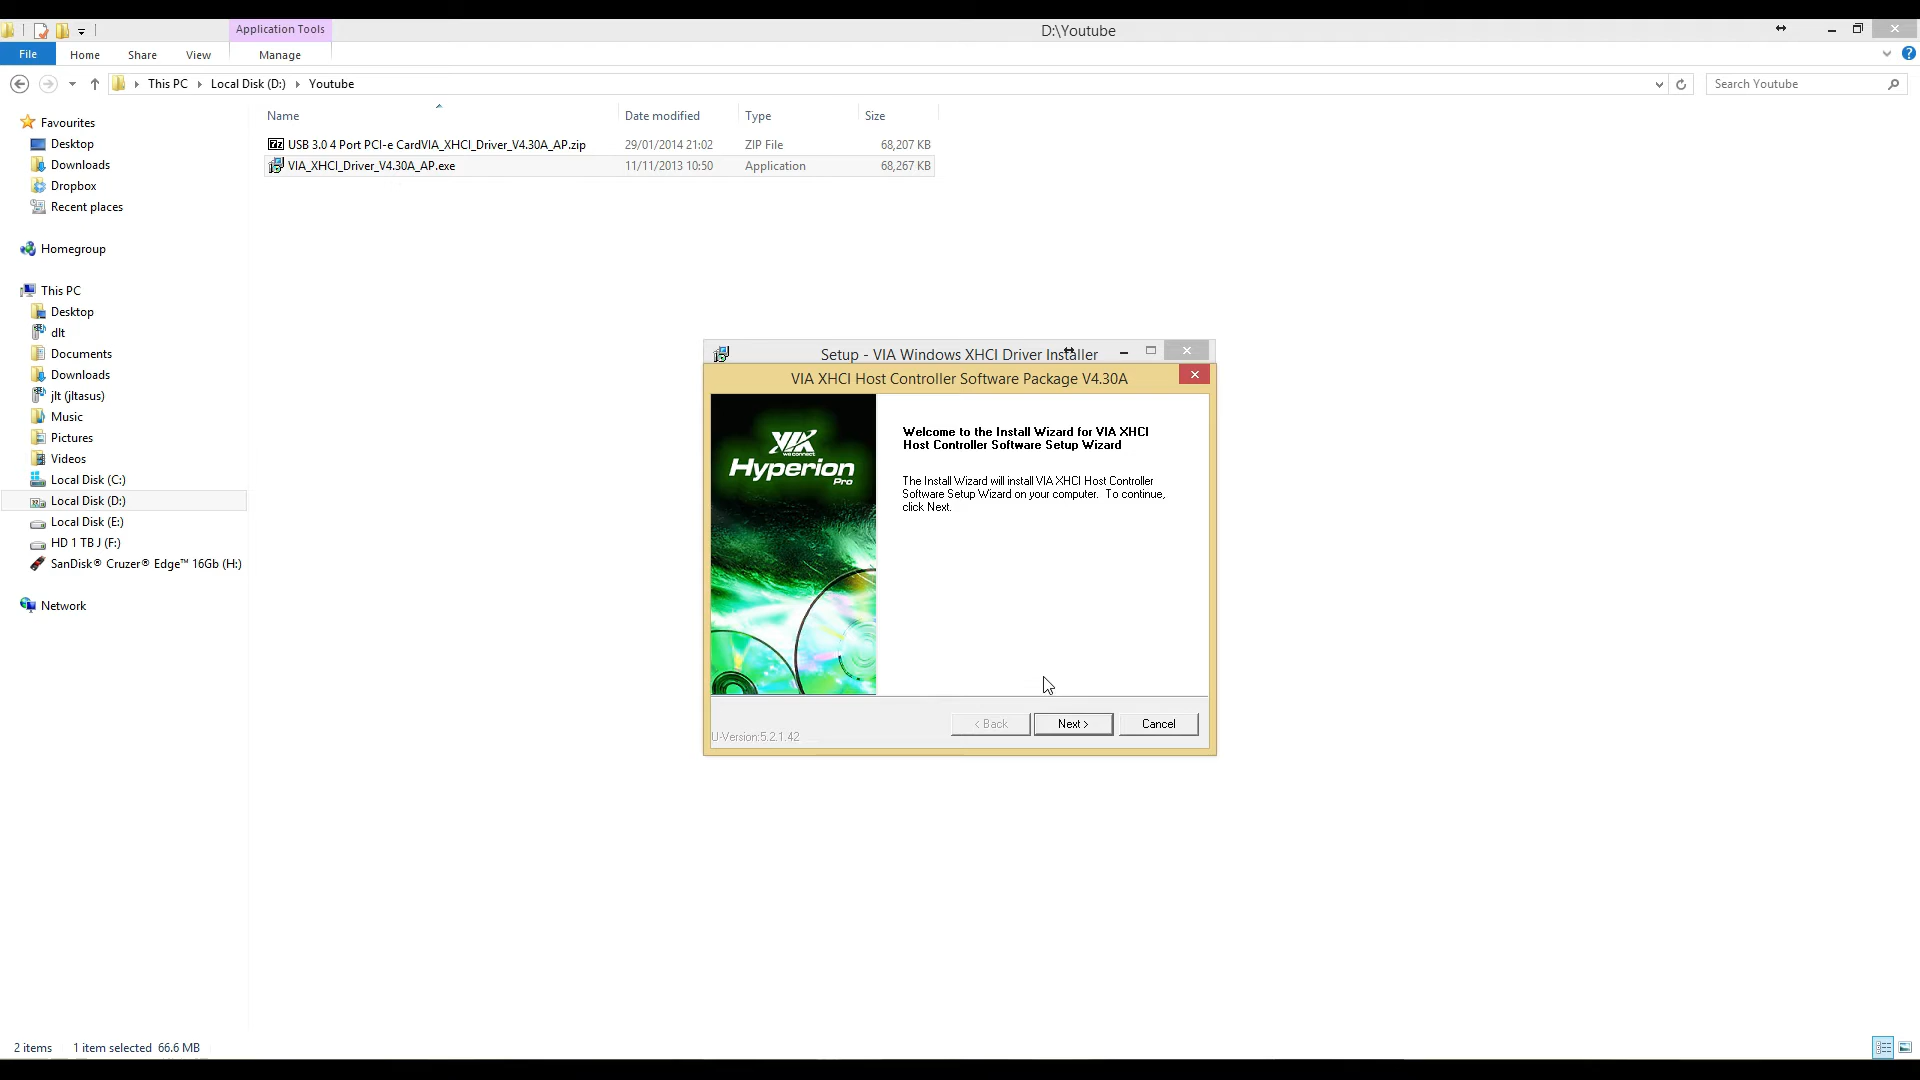 Application Tools
D:\Youtube
File
Home
Share
View
Manage
This PC
Local Disk (D:)
Youtube
Search Youtube
Name
Date modified
Type
Size
USB 3.0 4 Port PCI-e CardVIA_XHCI_Driver_V4.30A_AP.zip
29/01/2014 21:02
ZIP File
68,207 KB
VIA_XHCI_Driver_V4.30A_AP.exe
11/11/2013 10:50
Application
68,267 KB
Favourites
Desktop
Downloads
Dropbox
Recent places
Homegroup
This PC
Desktop
dlt
Documents
Downloads
jlt (jltasus)
Music
Pictures
Videos
Local Disk (C:)
Local Disk (D:)
Local Disk (E:)
HD 1 TB J (F:)
SanDisk® Cruzer® Edge™ 16Gb (H:)
Network
Setup - VIA Windows XHCI Driver Installer
VIA XHCI Host Controller Software Package V4.30A
VIA
we connect
Hyperion
Pro
Welcome to the Install Wizard for VIA XHCI
Host Controller Software Setup Wizard
The Install Wizard will install VIA XHCI Host Controller
Software Setup Wizard on your computer. To continue,
click Next.
< Back
Next >
Cancel
U-Version:5.2.1.42
2 items
1 item selected 66.6 MB